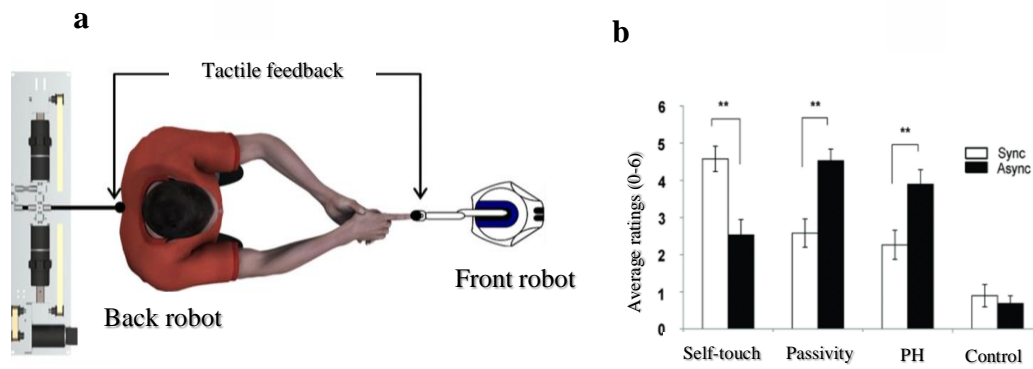 a
Tactile feedback
Back robot
Front robot
b
Average ratings (0-6)
6
5
4
3
2
1
0
**
**
**
Sync
Async
Self-touch
Passivity
PH
Control